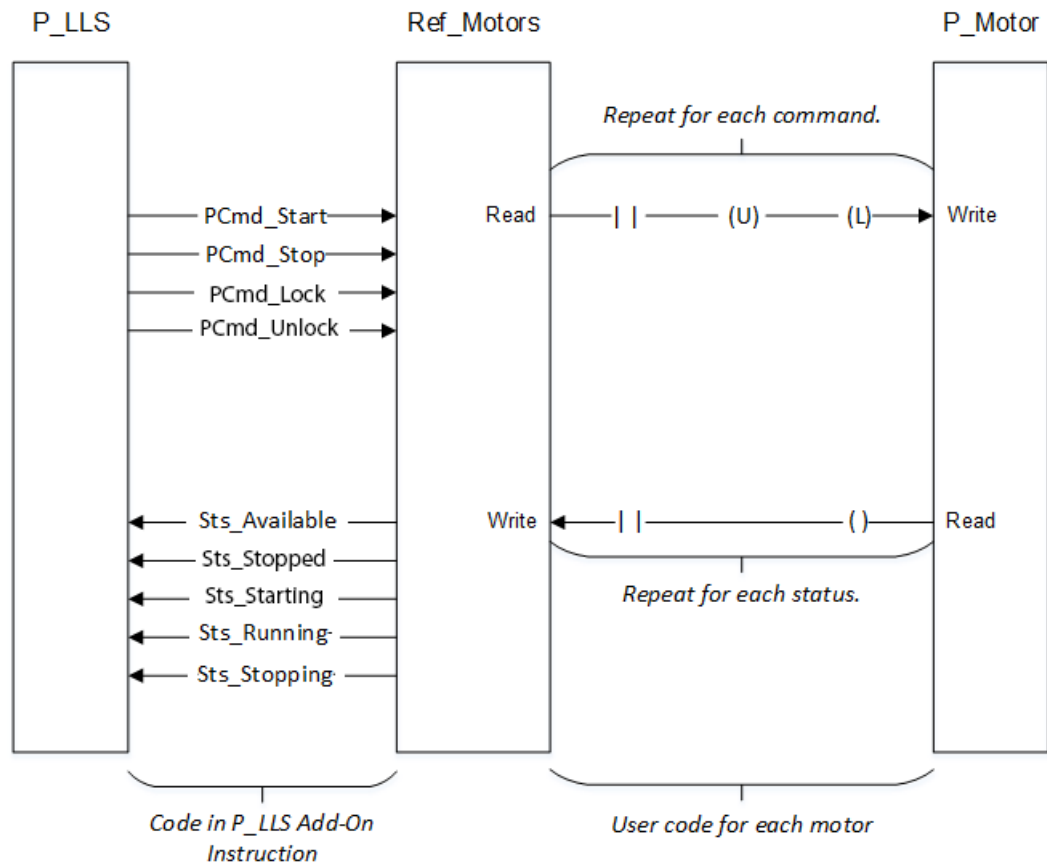 P_LLS
Ref_Motors
P_Motor
Repeat for each command.
PCmd_Start
Read
| |
(U)
(L)
Write
PCmd_Stop
PCmd_Lock
PCmd_Unlock
Sts_Available
Write
| |
( )
Read
Sts_Stopped
Sts_Starting
Repeat for each status.
Sts_Running
Sts_Stopping
Code in P_LLS Add-On
Instruction
User code for each motor